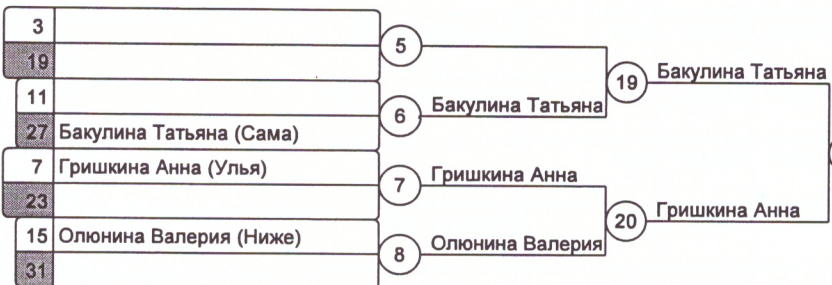 3
5
19
19 Бакулина Татьяна
11
6 Бакулина Татьяна
27 Бакулина Татьяна (Сама)
7 Гришкина Анна (Улья)
7 Гришкина Анна
23
20 Гришкина Анна
15 Олюнина Валерия (Ниже)
8 Олюнина Валерия
31